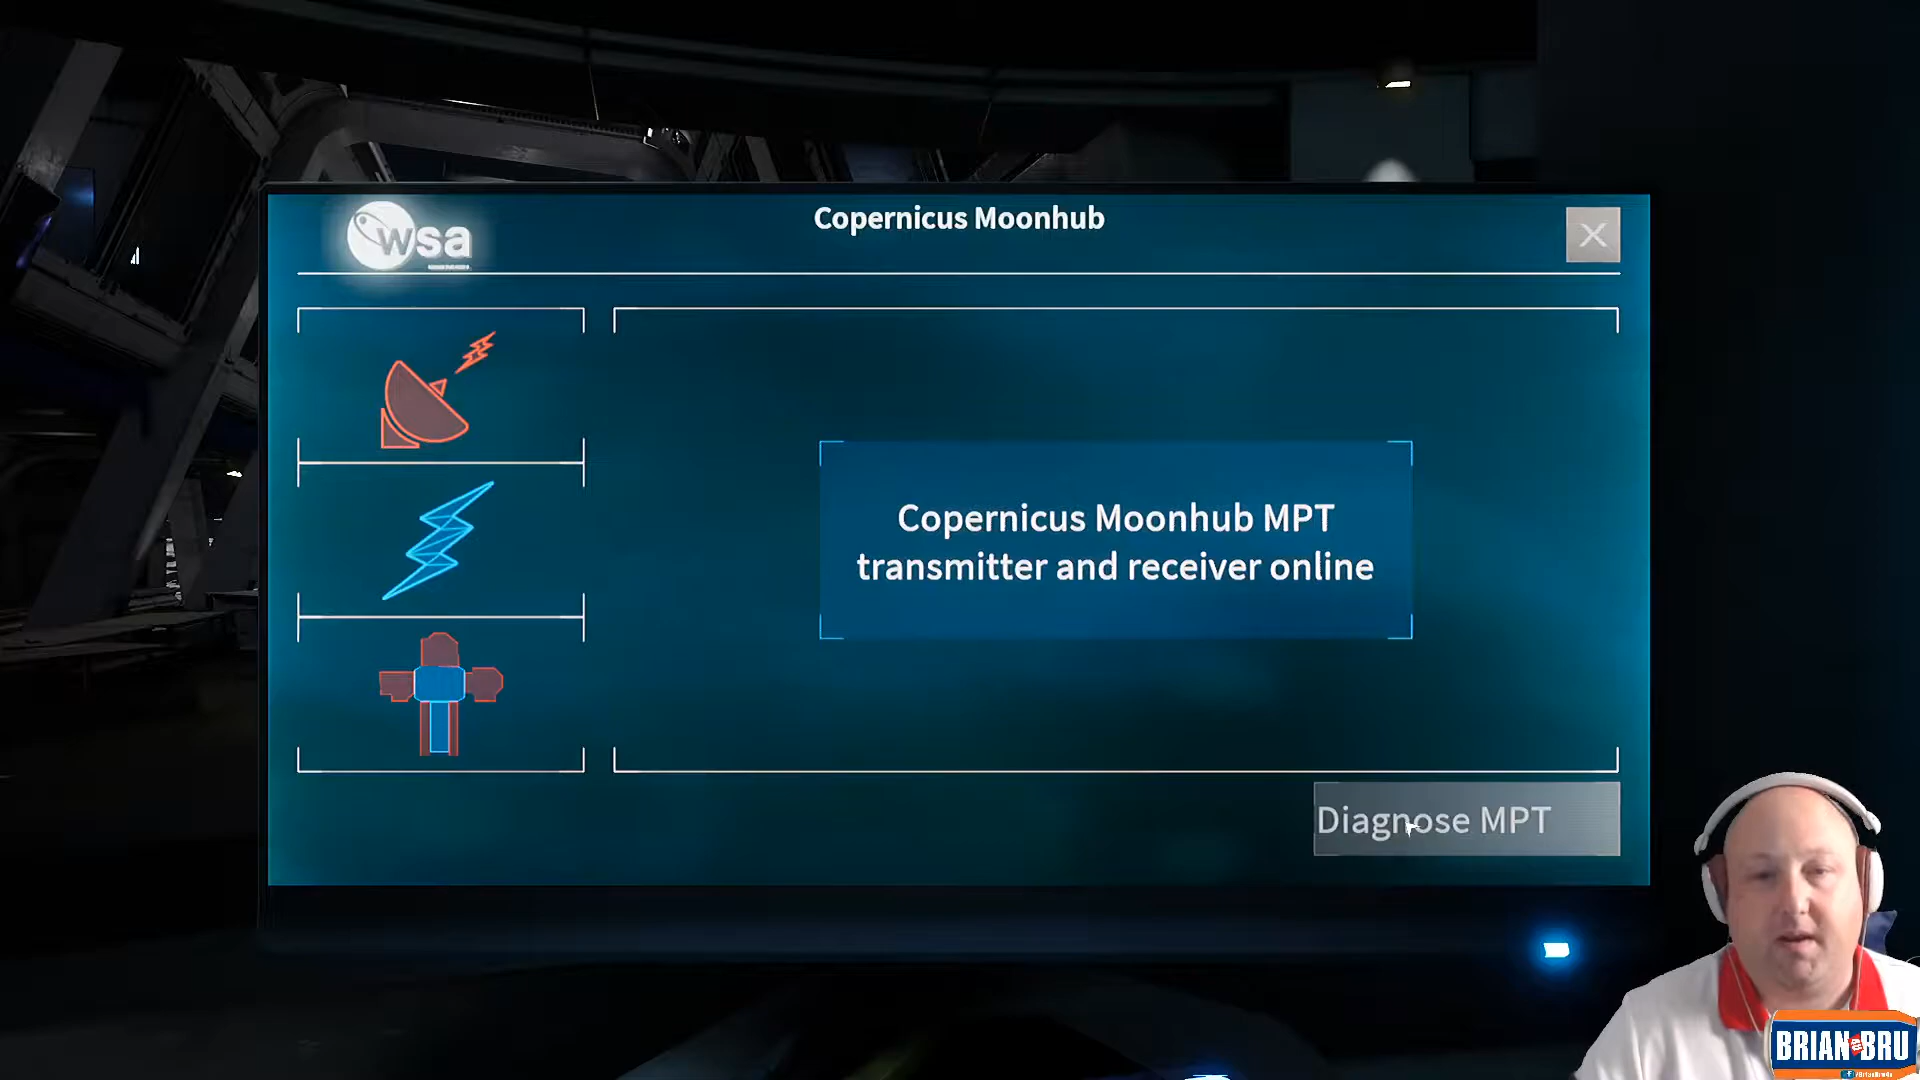 Copernicus Moonhub
wsa
X
Copernicus Moonhub MPT
transmitter and receiver online
Diagnose MPT
BRIAN BRU